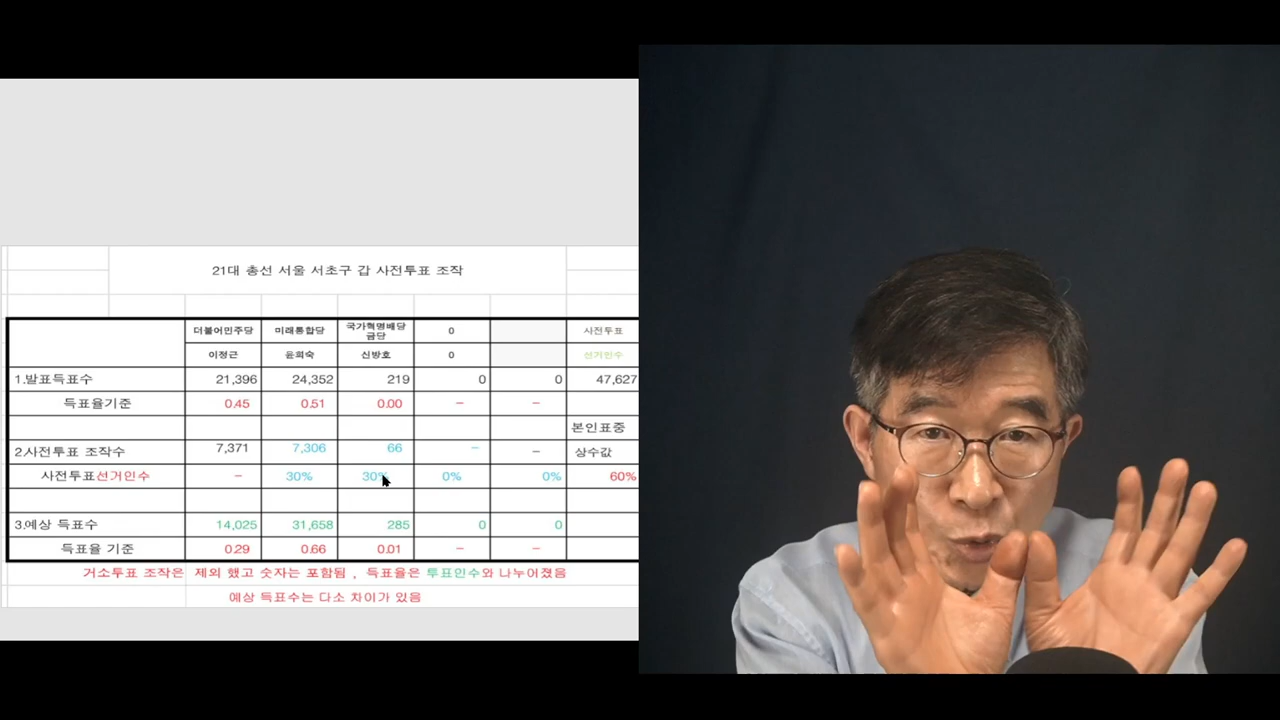 21대 총선 서울 서초구 갑 사전투표 조작
더불어민주당 미래통합당 국가혁명배당금당 0 사전투표
이정근 윤희숙 신방호 0 선거인수
1.발표득표수 21,396 24,352 219 0 0 47,627
득표율기준 0.45 0.51 0.00 – –
본인표중
2.사전투표 조작수 7,371 7,306 66 – – 상수값
사전투표선거인수 – 30% 30% 0% 0% 60%
3.예상 득표수 14,025 31,658 285 0 0
득표율 기준 0.29 0.66 0.01 – –
거소투표 조작은 제외 했고 숫자는 포함됨 , 득표율은 투표인수와 나누어졌음
예상 득표수는 다소 차이가 있음